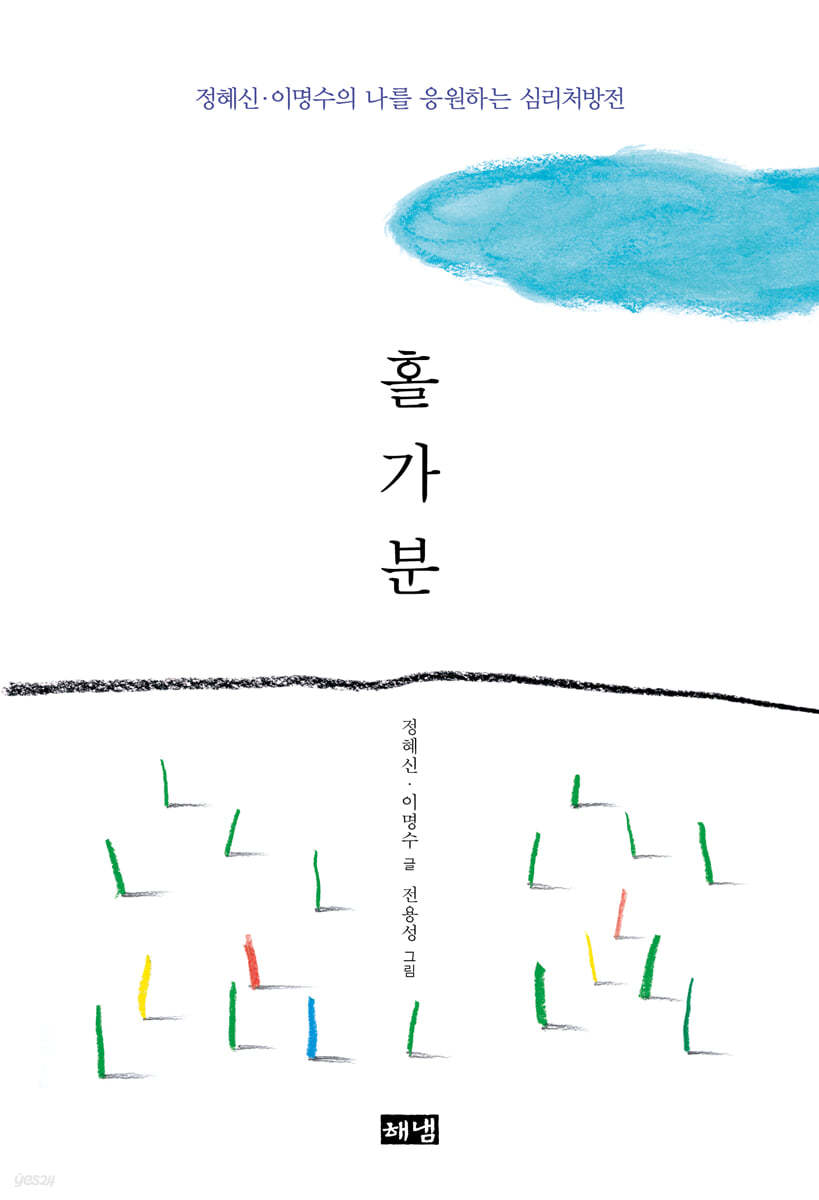 정혜신·이명수의 나를 응원하는 심리처방전
홀가분
정혜신·이명수 글 전용성 그림
해냄
yes24